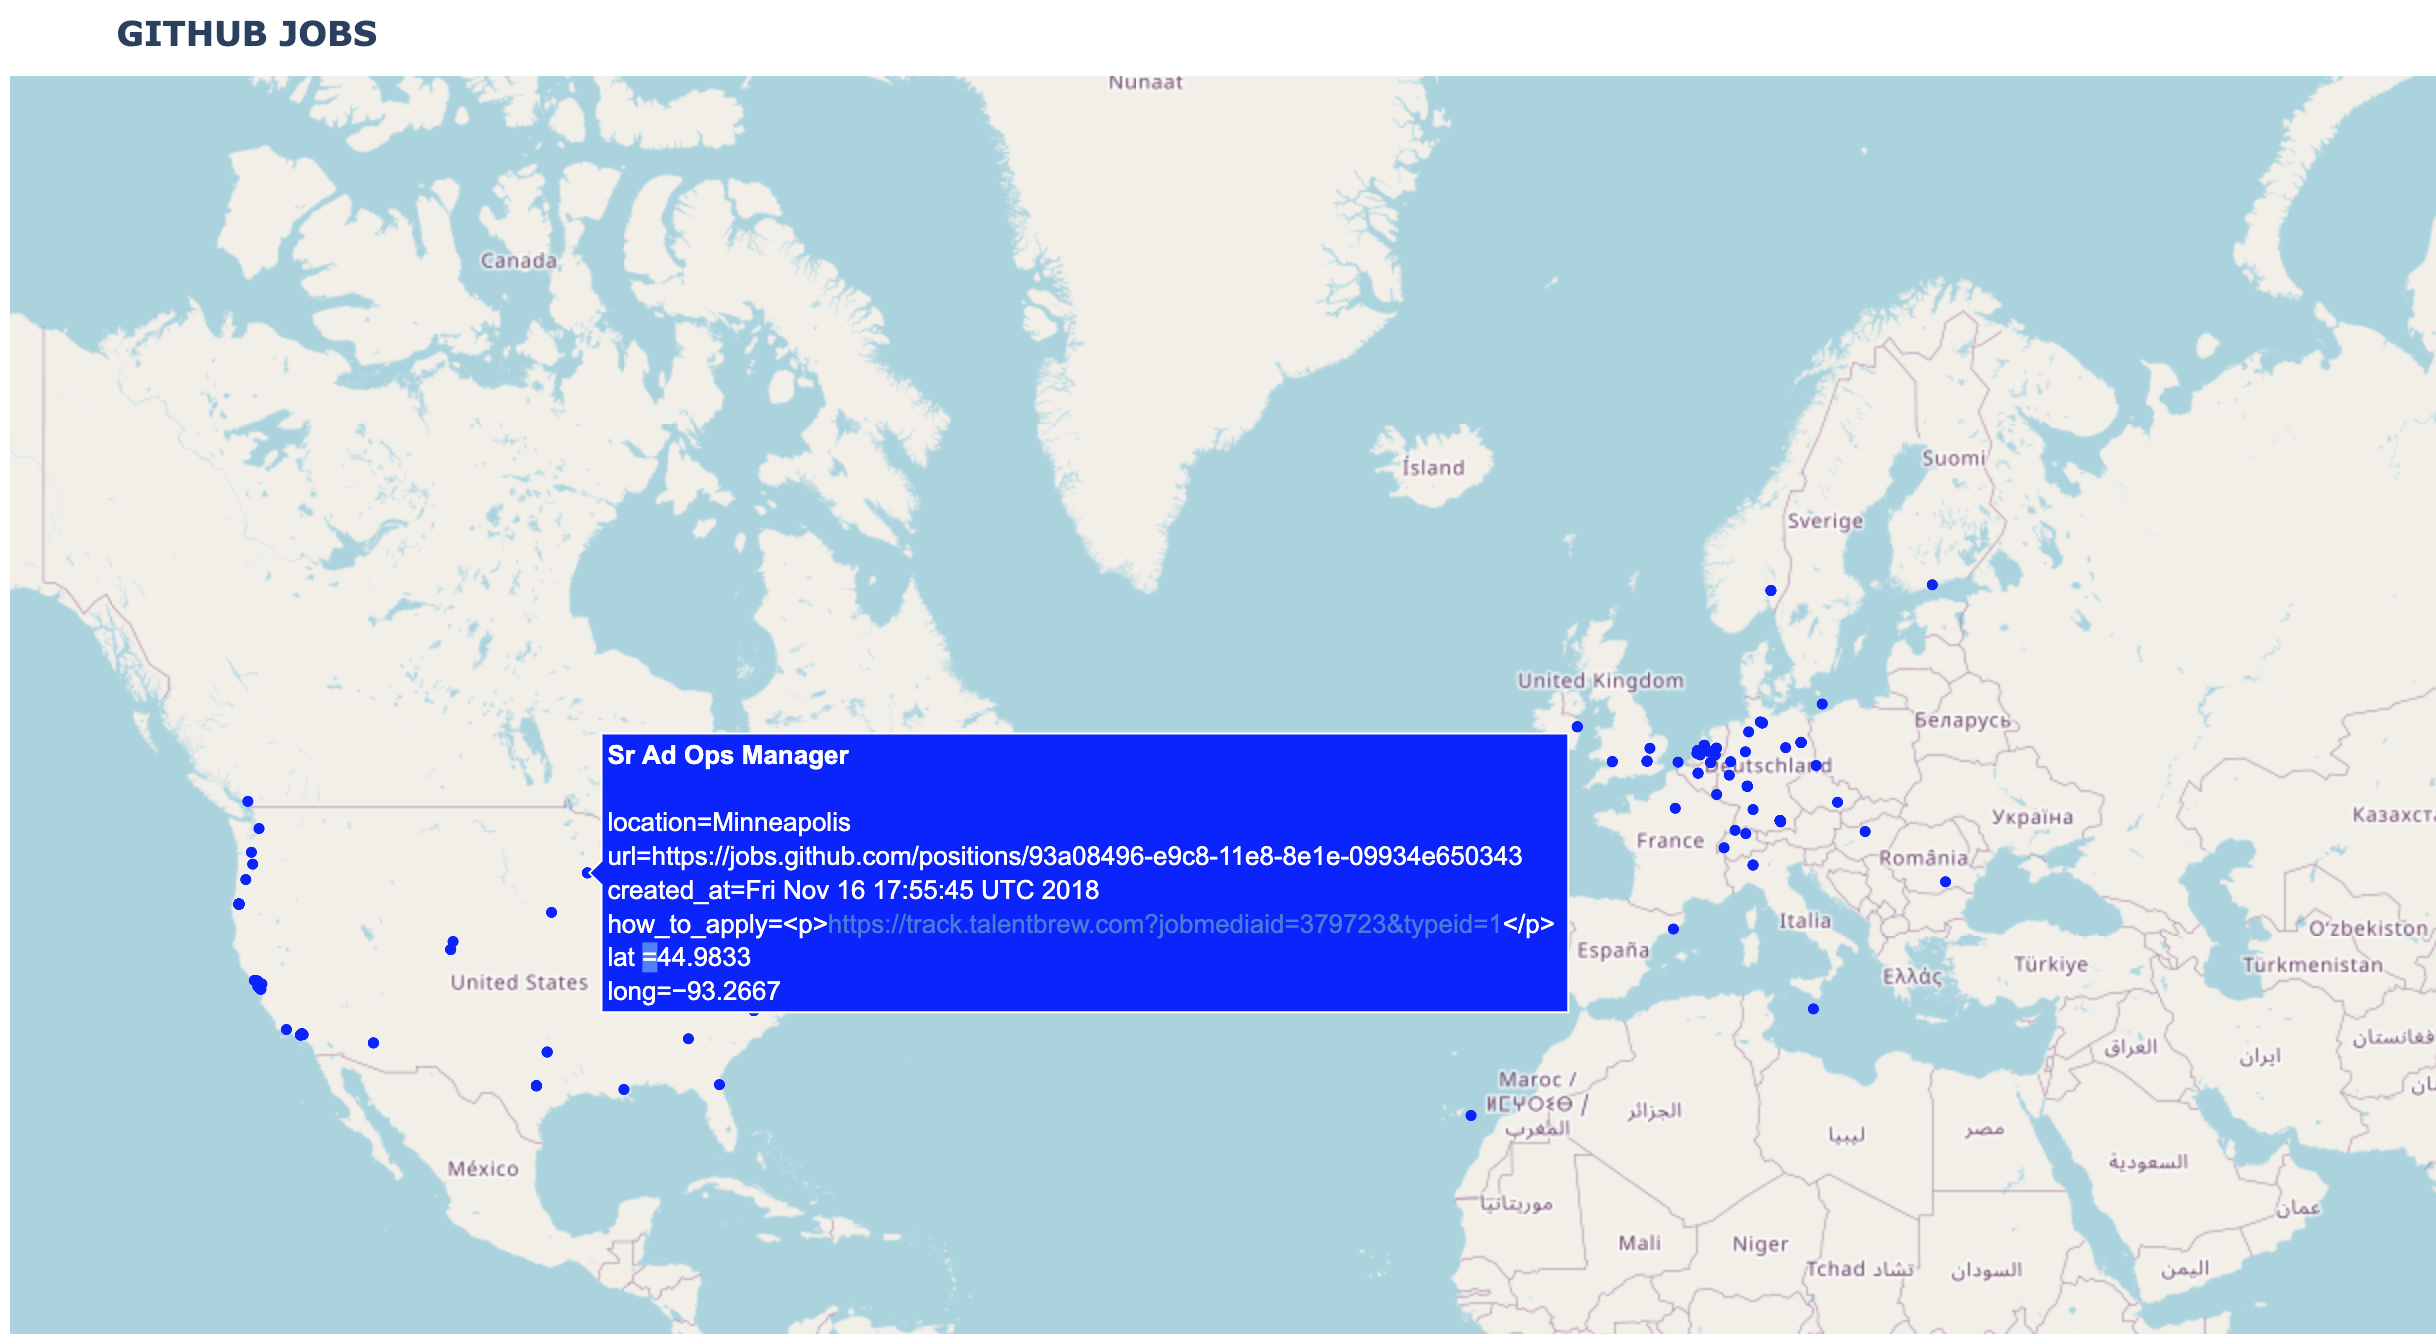 GITHUB JOBS
Nunaat
Canada
Ísland
Suomi
Sverige
United Kingdom
Беларусь
Deutschland
Sr Ad Ops Manager
location=Minneapolis
url=https://jobs.github.com/positions/93a08496-e9c8-11e8-8e1e-09934e650343
created_at=Fri Nov 16 17:55:45 UTC 2018
how_to_apply=<p>https://track.talentbrew.com?jobmediaid=379723&typeid=1</p>
lat =44.9833
long=−93.2667
Україна
Казахста
France
România
Italia
O‘zbekiston
España
United States
Türkiye
Türkmenistan
Ελλάς
العراق
ايران
Maroc /
ⵍⵎⵖⵔⵉⴱ /
المغرب
الجزائر
ليبيا
مصر
México
السعودية
موريتانيا
عمان
Mali
Niger
Tchad تشاد
السودان
اليمن